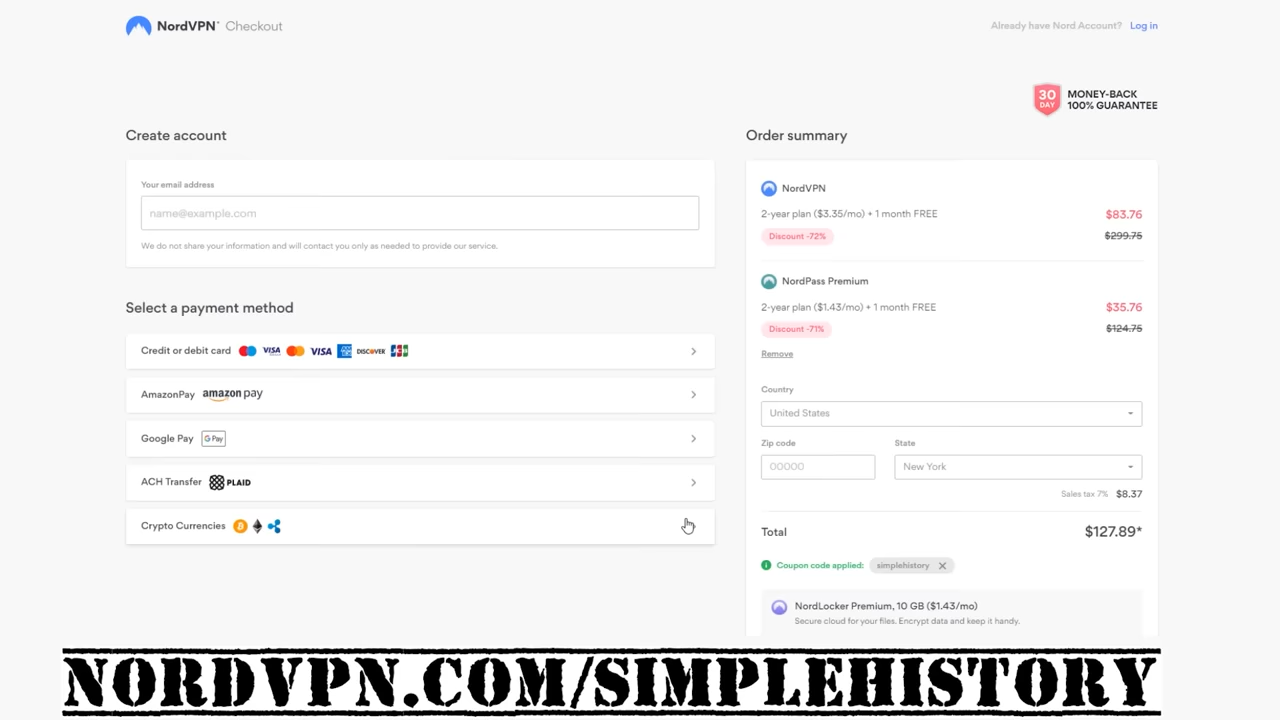 NordVPN® Checkout
Already have Nord Account? Log in
30 DAY
MONEY-BACK
100% GUARANTEE
Create account
Your email address
name@example.com
We do not share your information and will contact you only as needed to provide our service.
Select a payment method
Credit or debit card VISA VISA DISCOVER JCB
AmazonPay amazon pay
Google Pay G Pay
ACH Transfer PLAID
Crypto Currencies
Order summary
NordVPN
2-year plan ($3.35/mo) + 1 month FREE $83.76
Discount -72% $299.75
NordPass Premium
2-year plan ($1.43/mo) + 1 month FREE $35.76
Discount -71% $124.75
Remove
Country
United States
Zip code State
00000 New York
Sales tax 7% $8.37
Total $127.89*
Coupon code applied: simplehistory
NordLocker Premium, 10 GB ($1.43/mo)
Secure cloud for your files. Encrypt data and keep it handy.
NORDVPN.COM/SIMPLEHISTORY